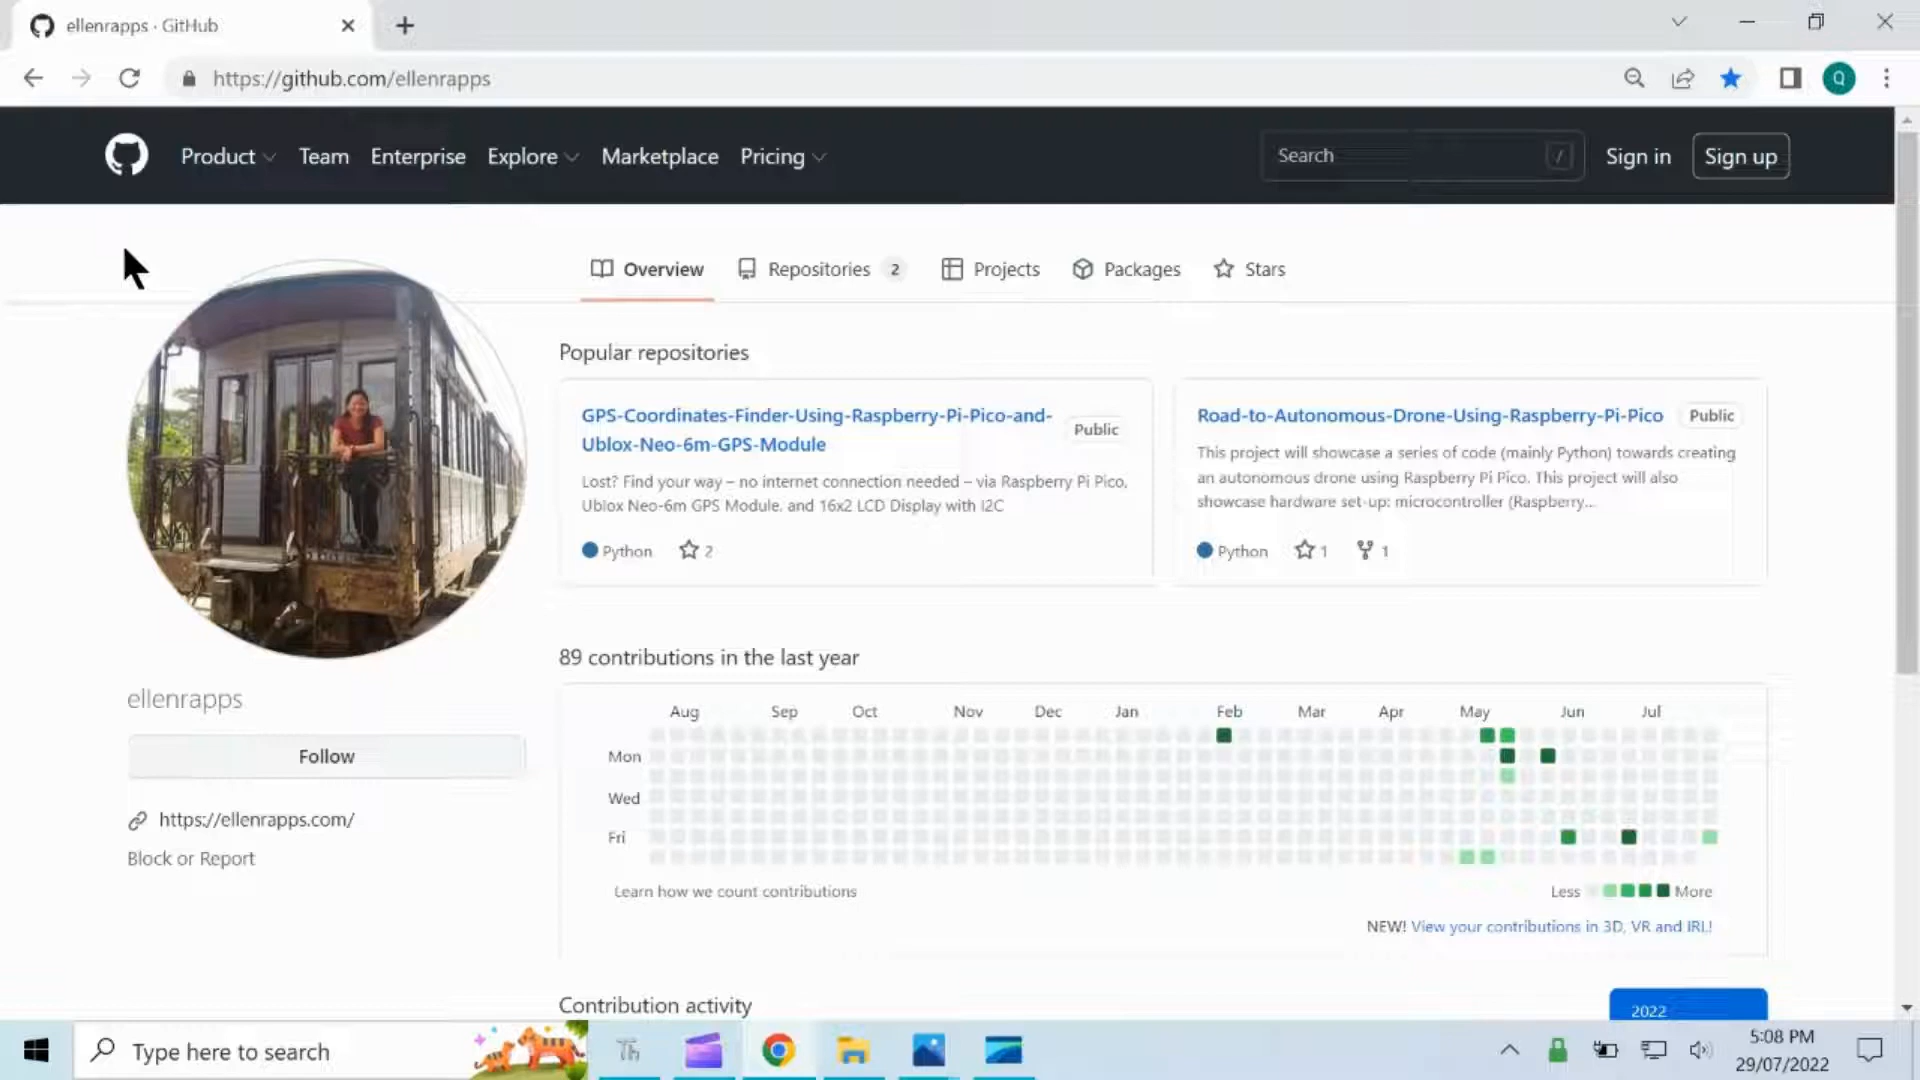 ellenrapps · GitHub
https://github.com/ellenrapps
Q
Product Team Enterprise Explore Marketplace Pricing
Search /
Sign in Sign up
Overview Repositories 2 Projects Packages Stars
Popular repositories
GPS-Coordinates-Finder-Using-Raspberry-Pi-Pico-and-
Ublox-Neo-6m-GPS-Module
Public
Lost? Find your way – no internet connection needed – via Raspberry Pi Pico,
Ublox Neo-6m GPS Module, and 16x2 LCD Display with I2C
Python 2
Road-to-Autonomous-Drone-Using-Raspberry-Pi-Pico Public
This project will showcase a series of code (mainly Python) towards creating
an autonomous drone using Raspberry Pi Pico. This project will also
showcase hardware set-up: microcontroller (Raspberry...
Python 1 1
ellenrapps
Follow
https://ellenrapps.com/
Block or Report
89 contributions in the last year
Aug Sep Oct Nov Dec Jan Feb Mar Apr May Jun Jul
Mon
Wed
Fri
Learn how we count contributions
Less More
NEW! View your contributions in 3D, VR and IRL!
Contribution activity
2022
Type here to search
Th
5:08 PM
29/07/2022